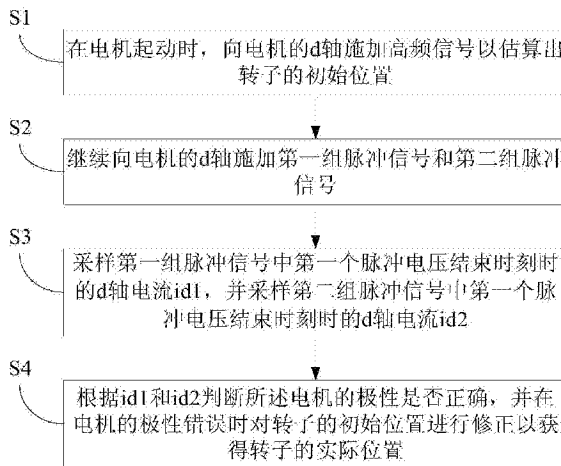 S1
在电机起动时，向电机的d轴施加高频信号以估算出
转子的初始位置
S2
继续向电机的d轴施加第一组脉冲信号和第二组脉冲
信号
S3
采样第一组脉冲信号中第一个脉冲电压结束时刻时
的d轴电流id1，并采样第二组脉冲信号中第一个脉
冲电压结束时刻时的d轴电流id2
S4
根据id1和id2判断所述电机的极性是否正确，并在
电机的极性错误时对转子的初始位置进行修正以获
得转子的实际位置